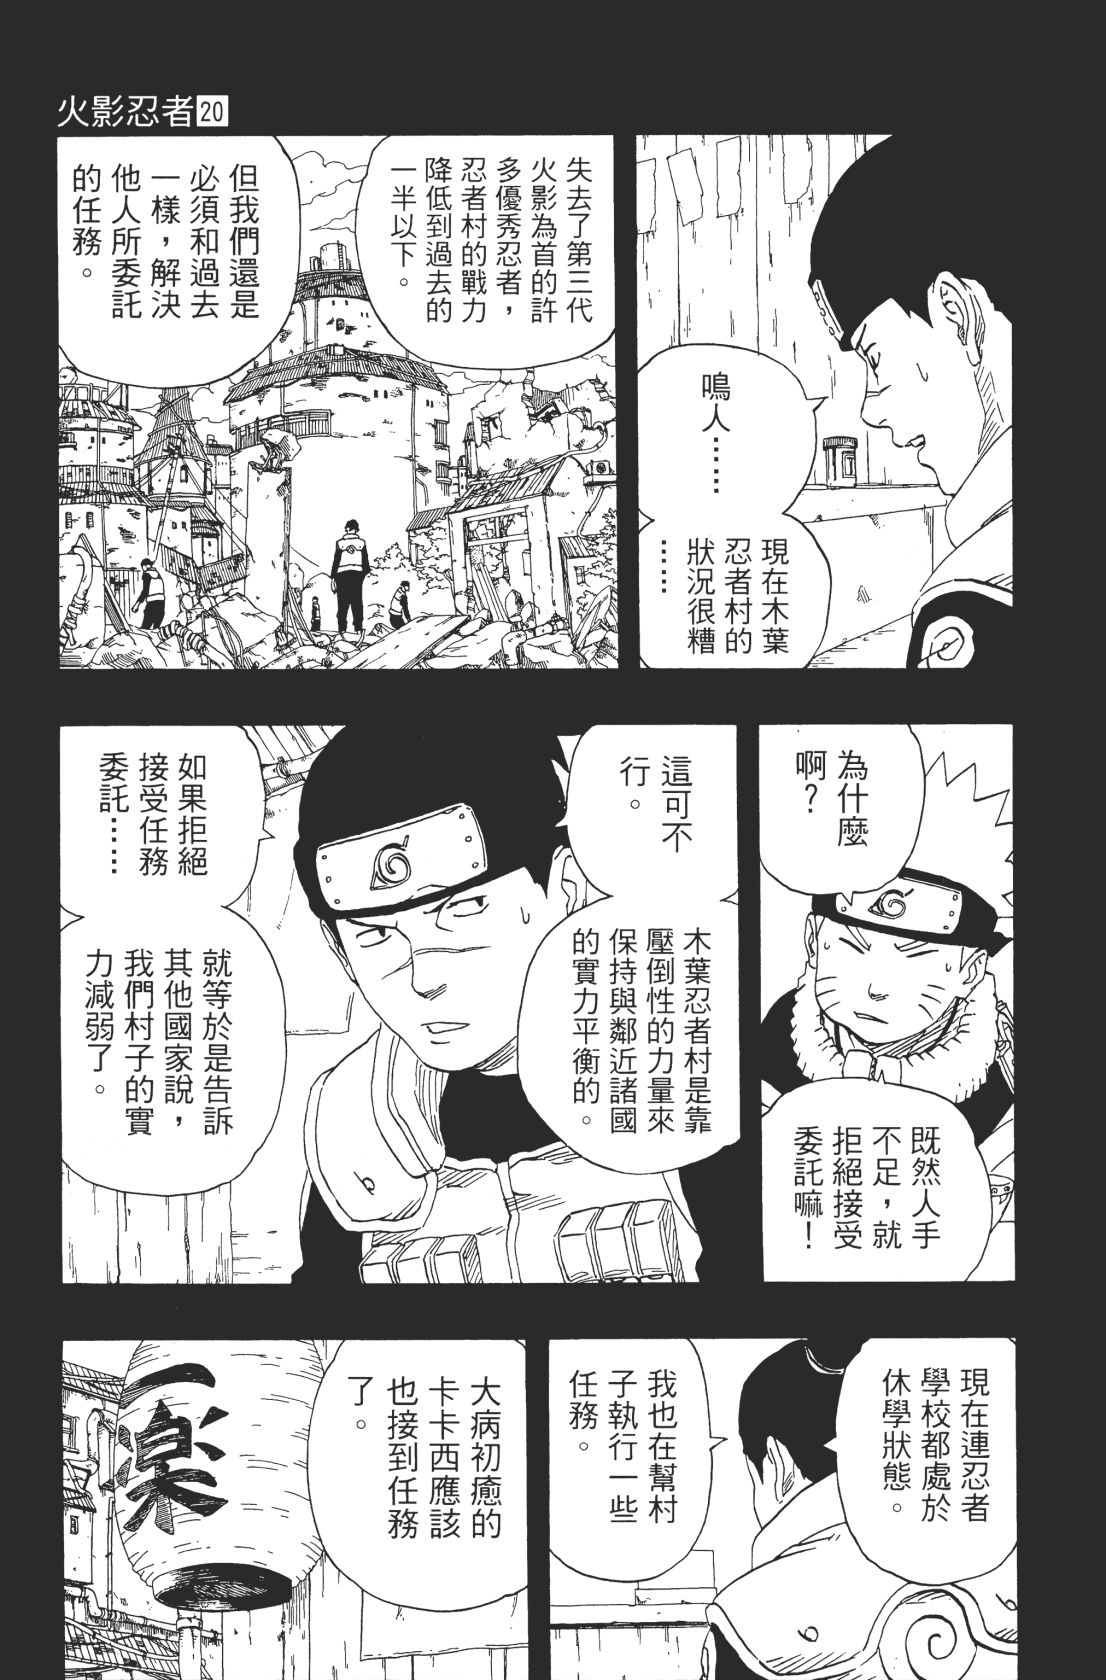 火影忍者20
鳴人……
現在木葉
忍者村的
狀況很糟
……
失去了第三代
火影為首的許
多優秀忍者，
忍者村的戰力
降低到過去的
一半以下。
但我們還是
必須和過去
一樣，解決
他人所委託
的任務。
為什麼
啊？
既然人手
不足，就
拒絕接受
委託嘛！
這可不
行。
木葉忍者村是靠
壓倒性的力量來
保持與鄰近諸國
的實力平衡的。
如果拒絕
接受任務
委託……
就等於是告訴
其他國家說，
我們村子的實
力減弱了。
現在連忍者
學校都處於
休學狀態。
我也在幫村
子執行一些
任務。
大病初癒的
卡卡西應該
也接到任務
了。
一楽